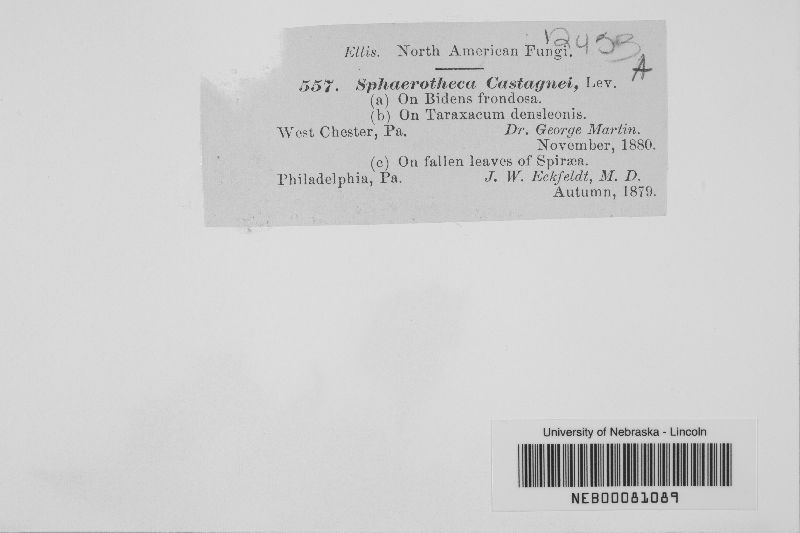 Ellis. North American Fungi.
12433
A
557. Sphaerotheca Castagnei, Lev.
(a) On Bidens frondosa.
(b) On Taraxacum densleonis.
West Chester, Pa. Dr. George Martin.
November, 1880.
(c) On fallen leaves of Spiræa.
Philadelphia, Pa. J. W. Eckfeldt, M. D.
Autumn, 1879.
University of Nebraska - Lincoln
NEB00081089